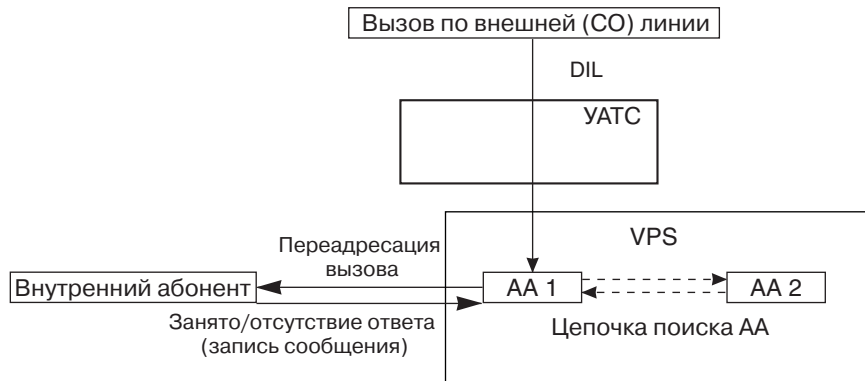 Вызов по внешней (CO) линии
DIL
УАТС
VPS
Переадресация
вызова
Внутренний абонент
AA 1
AA 2
Занято/отсутствие ответа
(запись сообщения)
Цепочка поиска AA